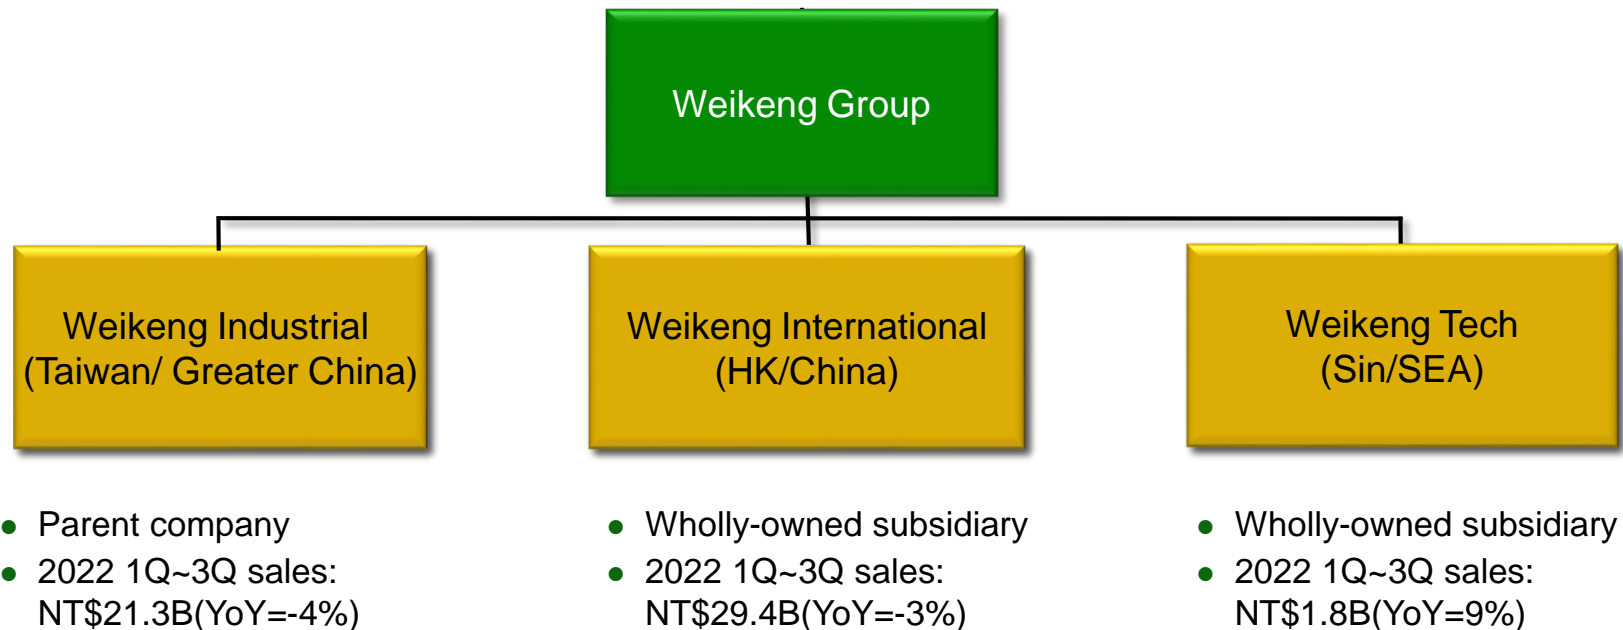 Weikeng Group
Weikeng Industrial
(Taiwan/ Greater China)
Weikeng International
(HK/China)
Weikeng Tech
(Sin/SEA)
● Parent company
● 2022 1Q~3Q sales:
NT$21.3B(YoY=-4%)
● Wholly-owned subsidiary
● 2022 1Q~3Q sales:
NT$29.4B(YoY=-3%)
● Wholly-owned subsidiary
● 2022 1Q~3Q sales:
NT$1.8B(YoY=9%)